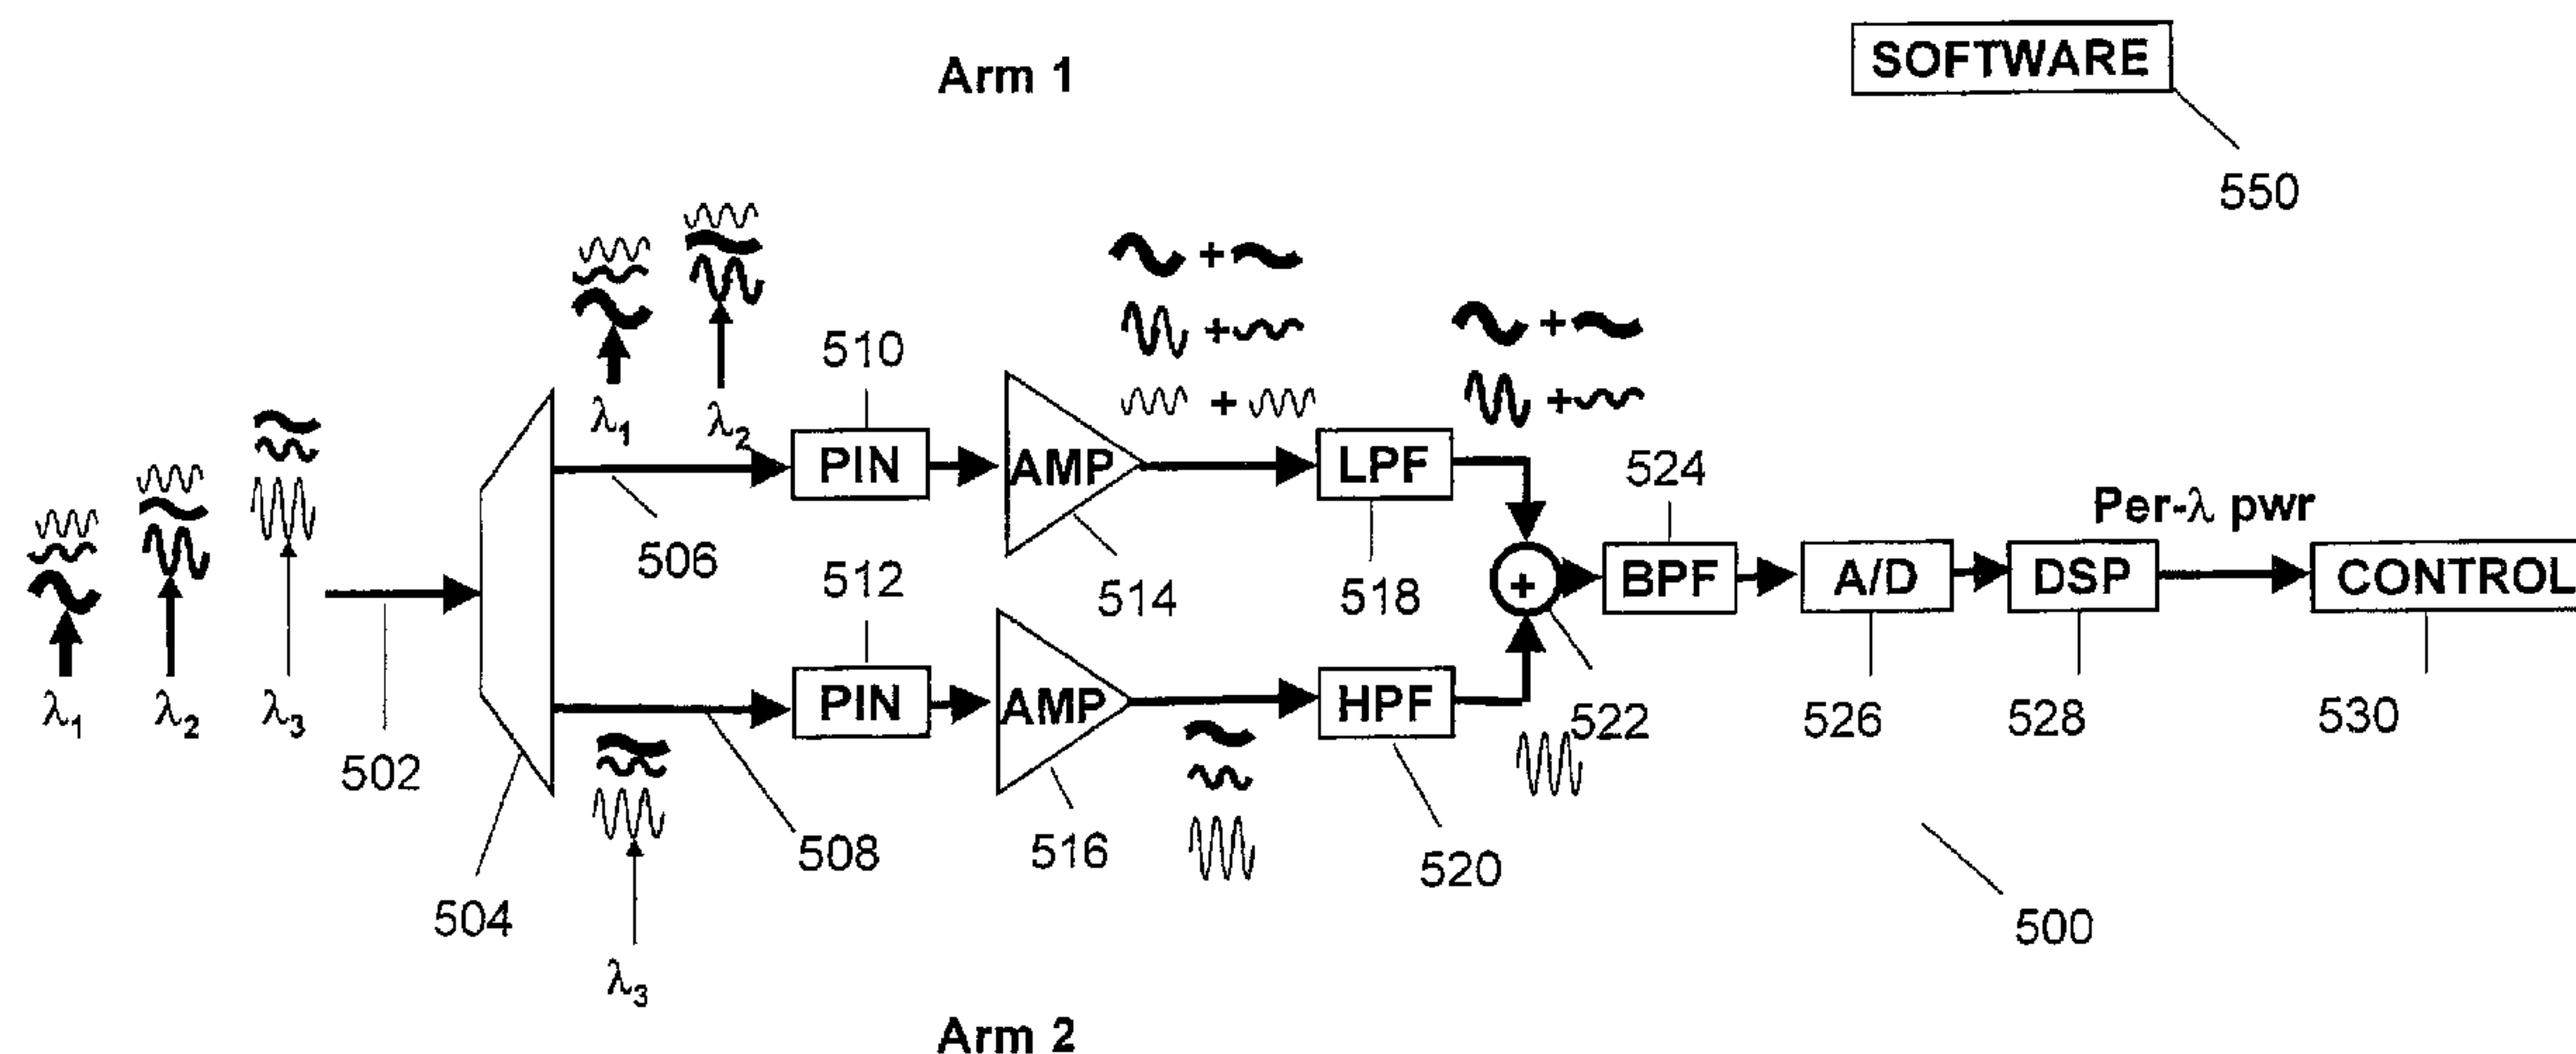 Arm 1
SOFTWARE
550
λ1
λ2
510
524
Per-λ pwr
PIN
AMP
LPF
506
512
514
518
+
BPF
A/D
DSP
CONTROL
λ1
λ2
λ3
502
PIN
AMP
HPF
522
526
528
530
504
508
516
520
500
λ3
Arm 2
+
+
+
+
+